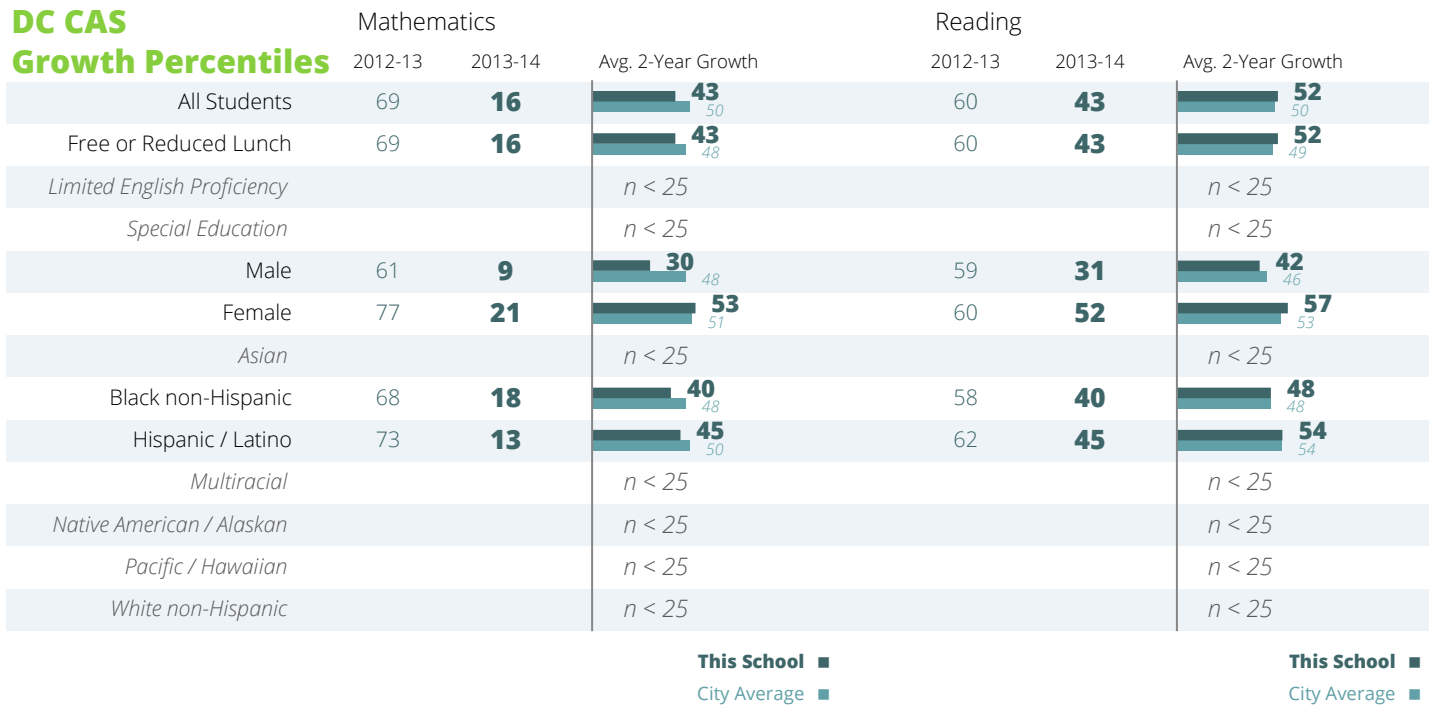 DC CAS Mathematics Reading
Growth Percentiles 2012-13 2013-14 Avg. 2-Year Growth 2012-13 2013-14 Avg. 2-Year Growth
All Students 69 16 43 50 60 43 52 50
Free or Reduced Lunch 69 16 43 48 60 43 52 49
Limited English Proficiency n < 25 n < 25
Special Education n < 25 n < 25
Male 61 9 30 48 59 31 42 46
Female 77 21 53 51 60 52 57 53
Asian n < 25 n < 25
Black non-Hispanic 68 18 40 48 58 40 48 48
Hispanic / Latino 73 13 45 50 62 45 54 54
Multiracial n < 25 n < 25
Native American / Alaskan n < 25 n < 25
Pacific / Hawaiian n < 25 n < 25
White non-Hispanic n < 25 n < 25
This School This School
City Average City Average